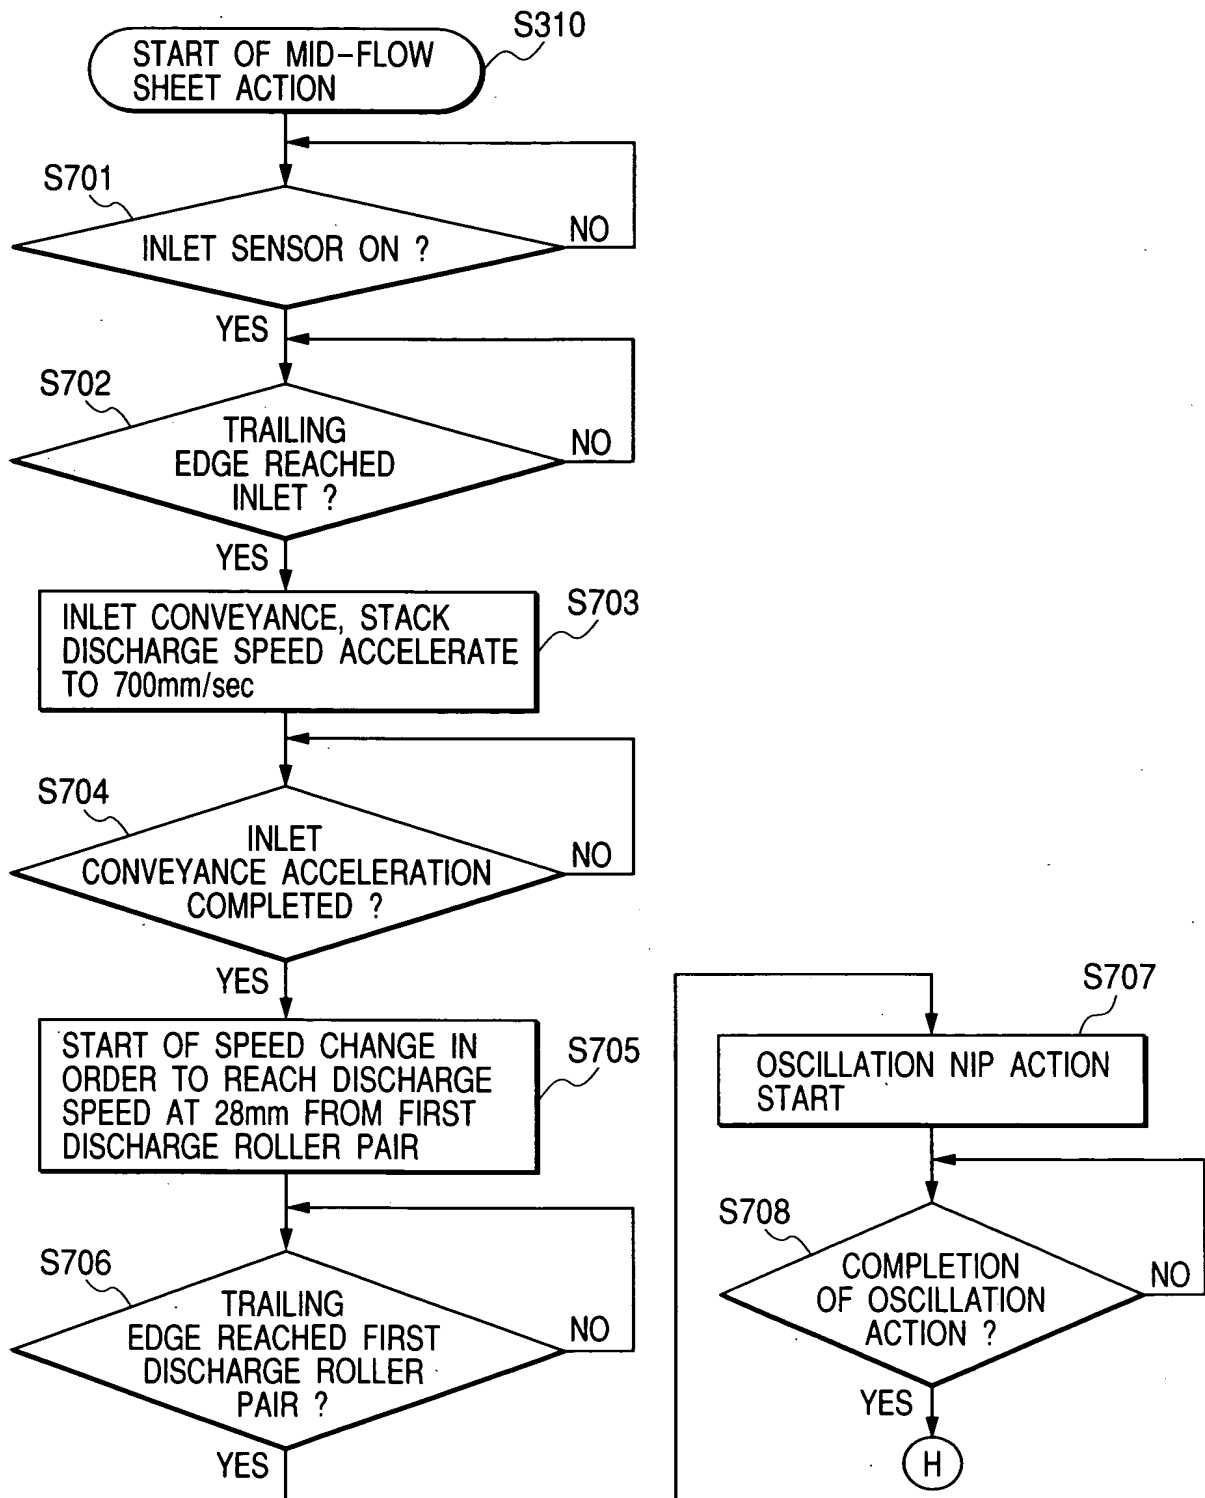 S310
START OF MID-FLOW
SHEET ACTION
S701
INLET SENSOR ON ?
NO
YES
S702
TRAILING
EDGE REACHED
INLET ?
NO
YES
S703
INLET CONVEYANCE, STACK
DISCHARGE SPEED ACCELERATE
TO 700mm/sec
S704
INLET
CONVEYANCE ACCELERATION
COMPLETED ?
NO
YES
S705
START OF SPEED CHANGE IN
ORDER TO REACH DISCHARGE
SPEED AT 28mm FROM FIRST
DISCHARGE ROLLER PAIR
S706
TRAILING
EDGE REACHED FIRST
DISCHARGE ROLLER
PAIR ?
NO
YES
S707
OSCILLATION NIP ACTION
START
S708
COMPLETION
OF OSCILLATION
ACTION ?
NO
YES
H